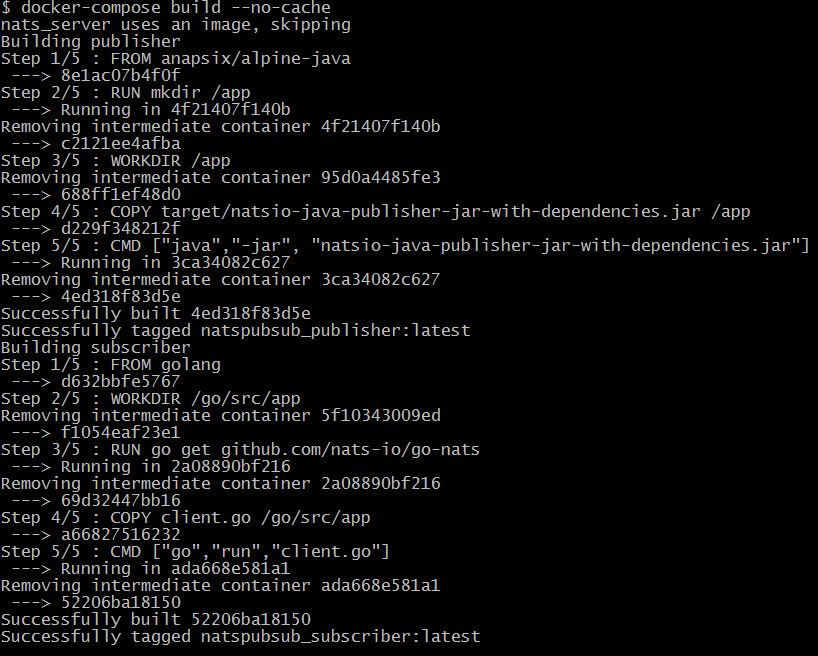 $ docker-compose build --no-cache
nats_server uses an image, skipping
Building publisher
Step 1/5 : FROM anapsix/alpine-java
 ---> 8e1ac07b4f0f
Step 2/5 : RUN mkdir /app
 ---> Running in 4f21407f140b
Removing intermediate container 4f21407f140b
 ---> c2121ee4afba
Step 3/5 : WORKDIR /app
Removing intermediate container 95d0a4485fe3
 ---> 688ff1ef48d0
Step 4/5 : COPY target/natsio-java-publisher-jar-with-dependencies.jar /app
 ---> d229f348212f
Step 5/5 : CMD ["java","-jar", "natsio-java-publisher-jar-with-dependencies.jar"]
 ---> Running in 3ca34082c627
Removing intermediate container 3ca34082c627
 ---> 4ed318f83d5e
Successfully built 4ed318f83d5e
Successfully tagged natspubsub_publisher:latest
Building subscriber
Step 1/5 : FROM golang
 ---> d632bbfe5767
Step 2/5 : WORKDIR /go/src/app
Removing intermediate container 5f10343009ed
 ---> f1054eaf23e1
Step 3/5 : RUN go get github.com/nats-io/go-nats
 ---> Running in 2a08890bf216
Removing intermediate container 2a08890bf216
 ---> 69d32447bb16
Step 4/5 : COPY client.go /go/src/app
 ---> a66827516232
Step 5/5 : CMD ["go","run","client.go"]
 ---> Running in ada668e581a1
Removing intermediate container ada668e581a1
 ---> 52206ba18150
Successfully built 52206ba18150
Successfully tagged natspubsub_subscriber:latest